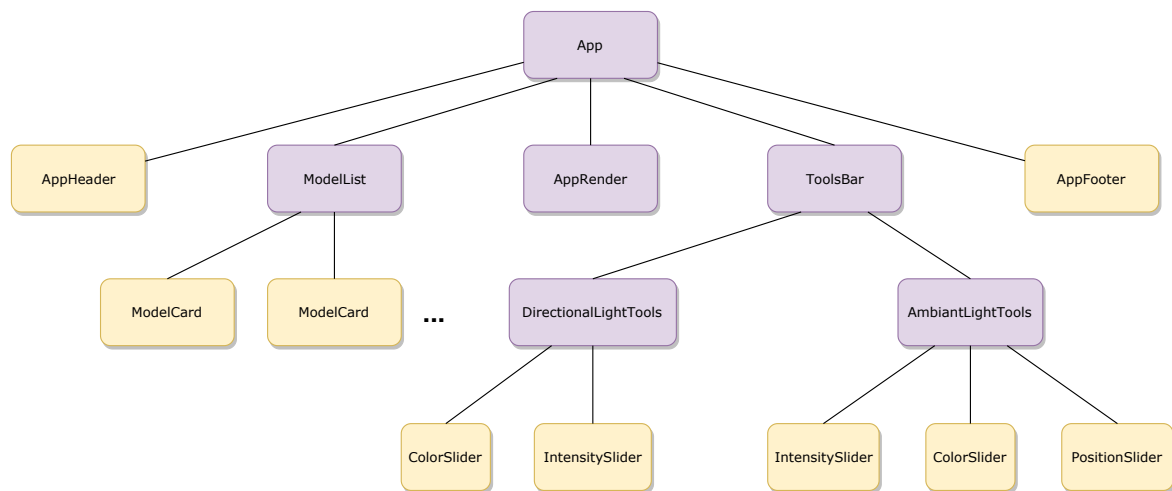 App
AppHeader
ModelList
AppRender
ToolsBar
AppFooter
ModelCard
ModelCard
...
DirectionalLightTools
AmbiantLightTools
ColorSlider
IntensitySlider
IntensitySlider
ColorSlider
PositionSlider